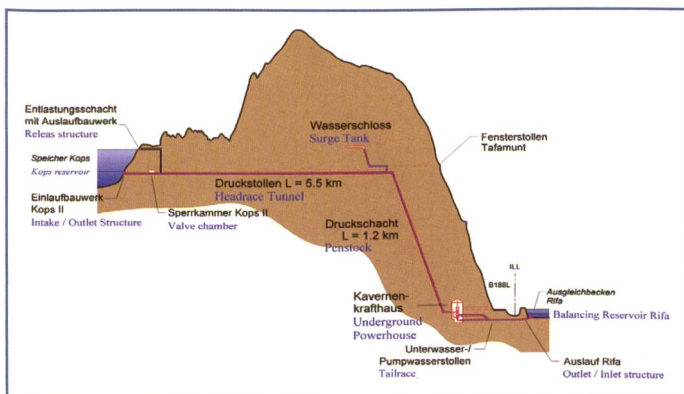 Entlastungsschacht
mit Auslaufbauwerk
Releas structure
Speicher Kops
Kops reservoir
Einlaufbauwerk
Kops II
Intake / Outlet Structure
Sperrkammer Kops II
Valve chamber
Druckstollen L = 5.5 km
Headrace Tunnel
Wasserschloss
Surge Tank
Fensterstollen
Tafamunt
Druckschacht
L = 1.2 km
Penstock
Kavernen-
krafthaus
Underground
Powerhouse
Unterwasser-/
Pumpwasserstollen
Tailrace
B188L
ILL
Ausgleichbecken
Rifa
Balancing Reservoir Rifa
Auslauf Rifa
Outlet / Inlet structure